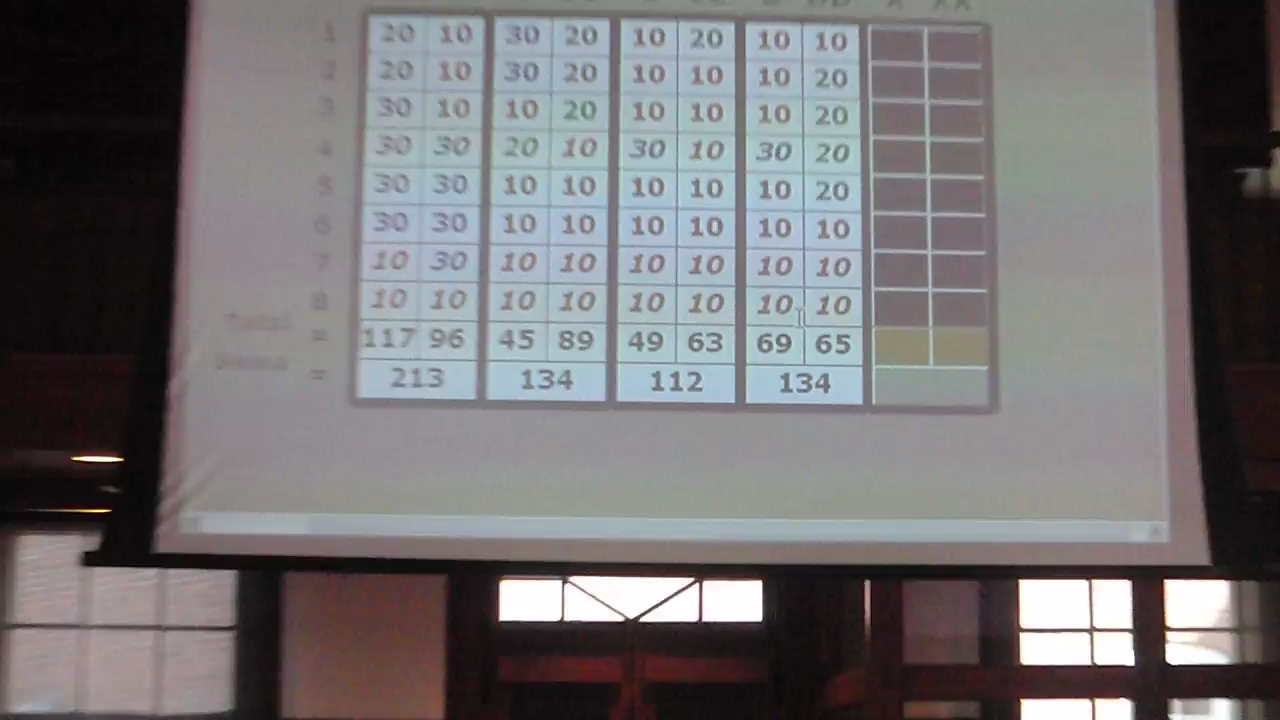 1 20 10 30 20 10 20 10 10
2 20 10 30 20 10 10 10 20
3 30 10 10 20 10 10 10 20
4 30 30 20 10 30 10 30 20
5 30 30 10 10 10 10 10 20
6 30 30 10 10 10 10 10 10
7 10 30 10 10 10 10 10 10
8 10 10 10 10 10 10 10 10
Total = 117 96 45 89 49 63 69 65
= 213 134 112 134